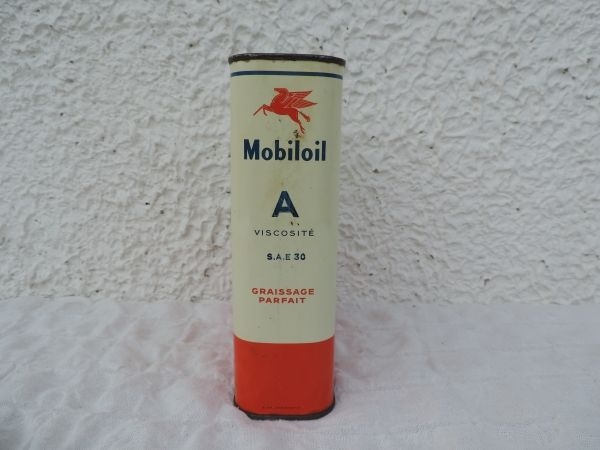 Mobiloil
A
VISCOSITÉ
S.A.E 30
GRAISSAGE
PARFAIT